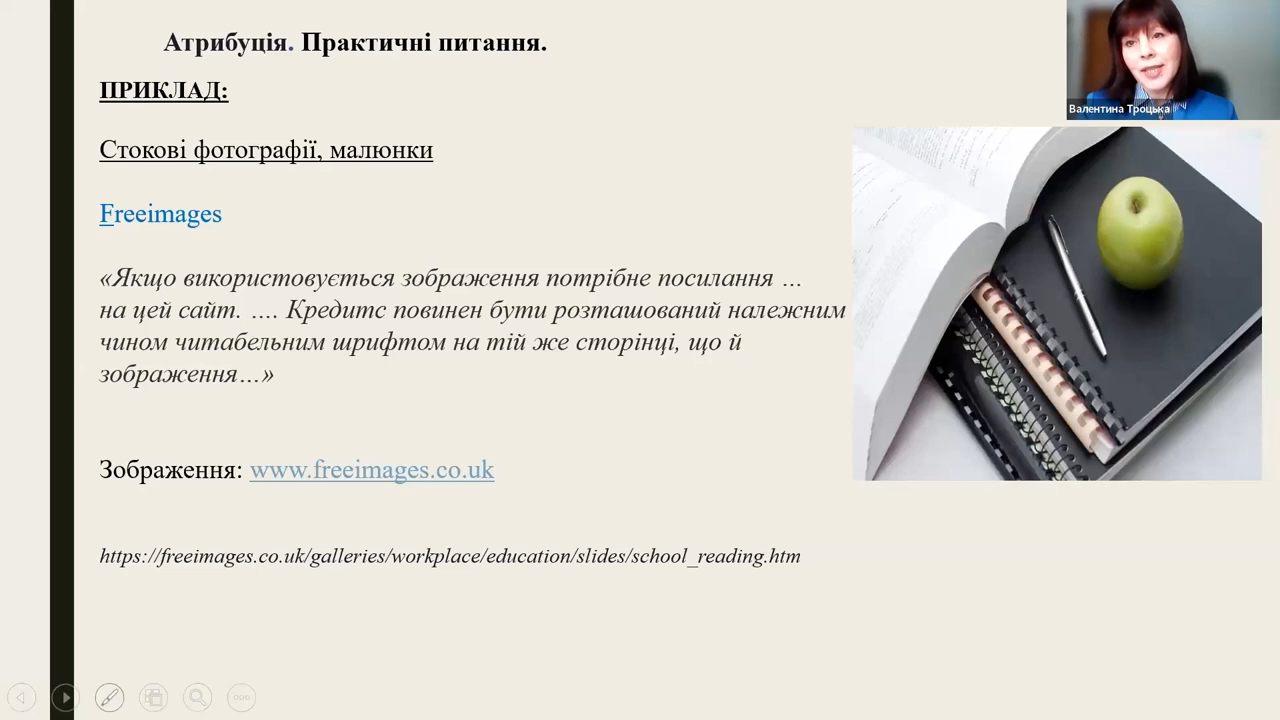 Атрибуція. Практичні питання.
Валентина Троцька
ПРИКЛАД:
Стокові фотографії, малюнки
Freeimages
«Якщо використовується зображення потрібне посилання …
на цей сайт. …. Кредитс повинен бути розташований належним
чином читабельним шрифтом на тій же сторінці, що й
зображення…»
Зображення: www.freeimages.co.uk
https://freeimages.co.uk/galleries/workplace/education/slides/school_reading.htm